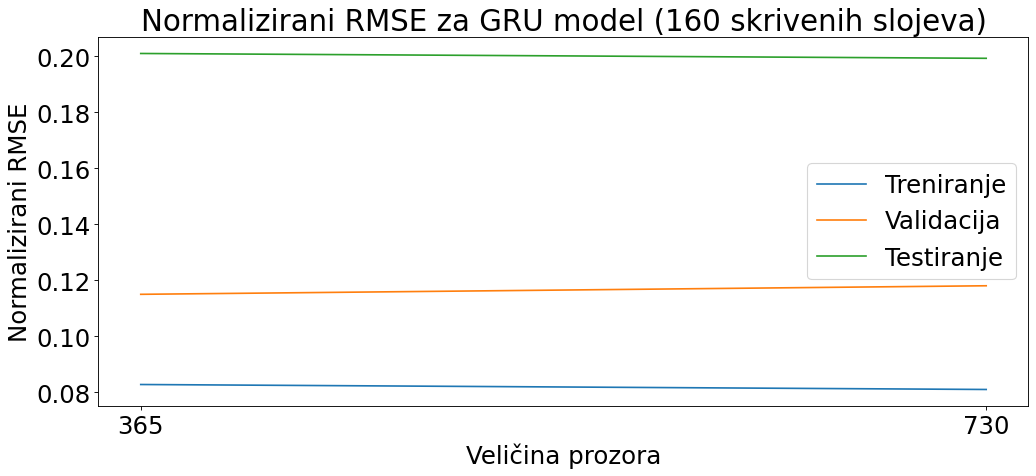 Normalizirani RMSE za GRU model (160 skrivenih slojeva)
Normalizirani RMSE
0.20
0.18
0.16
0.14
0.12
0.10
0.08
Treniranje
Validacija
Testiranje
365
730
Veličina prozora